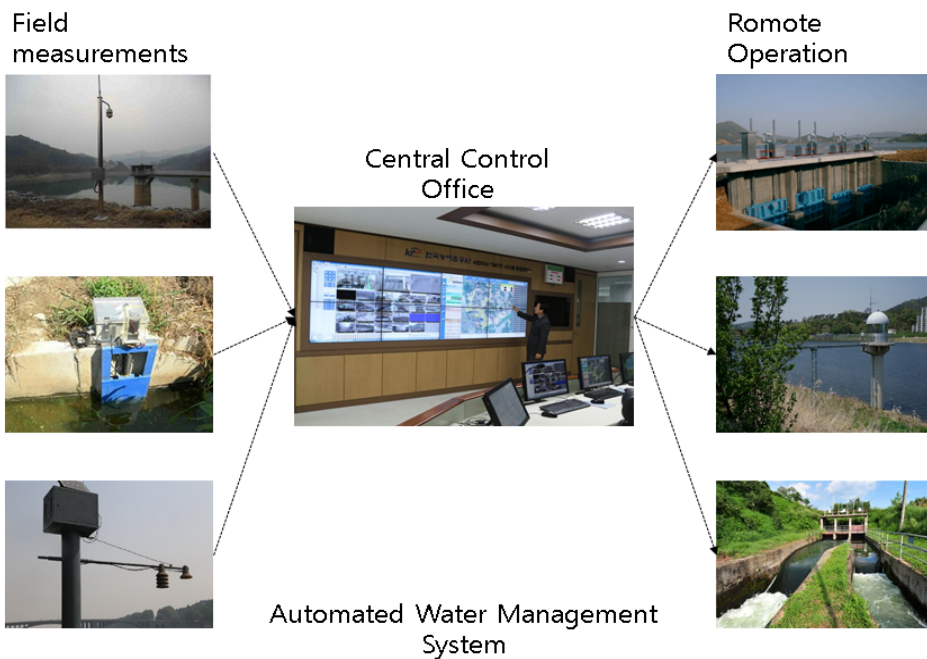 Field
measurements
Romote
Operation
Central Control
Office
Automated Water Management
System